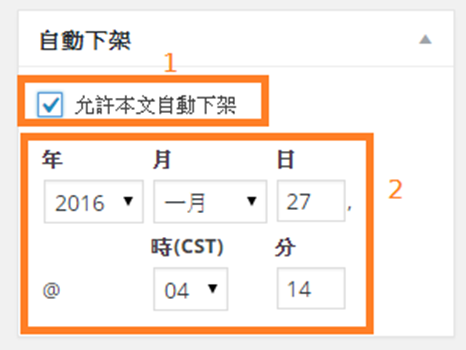 自動下架
1
允許本文自動下架
年 月 日
2016 一月 27 ,
2
時(CST) 分
@ 04 14